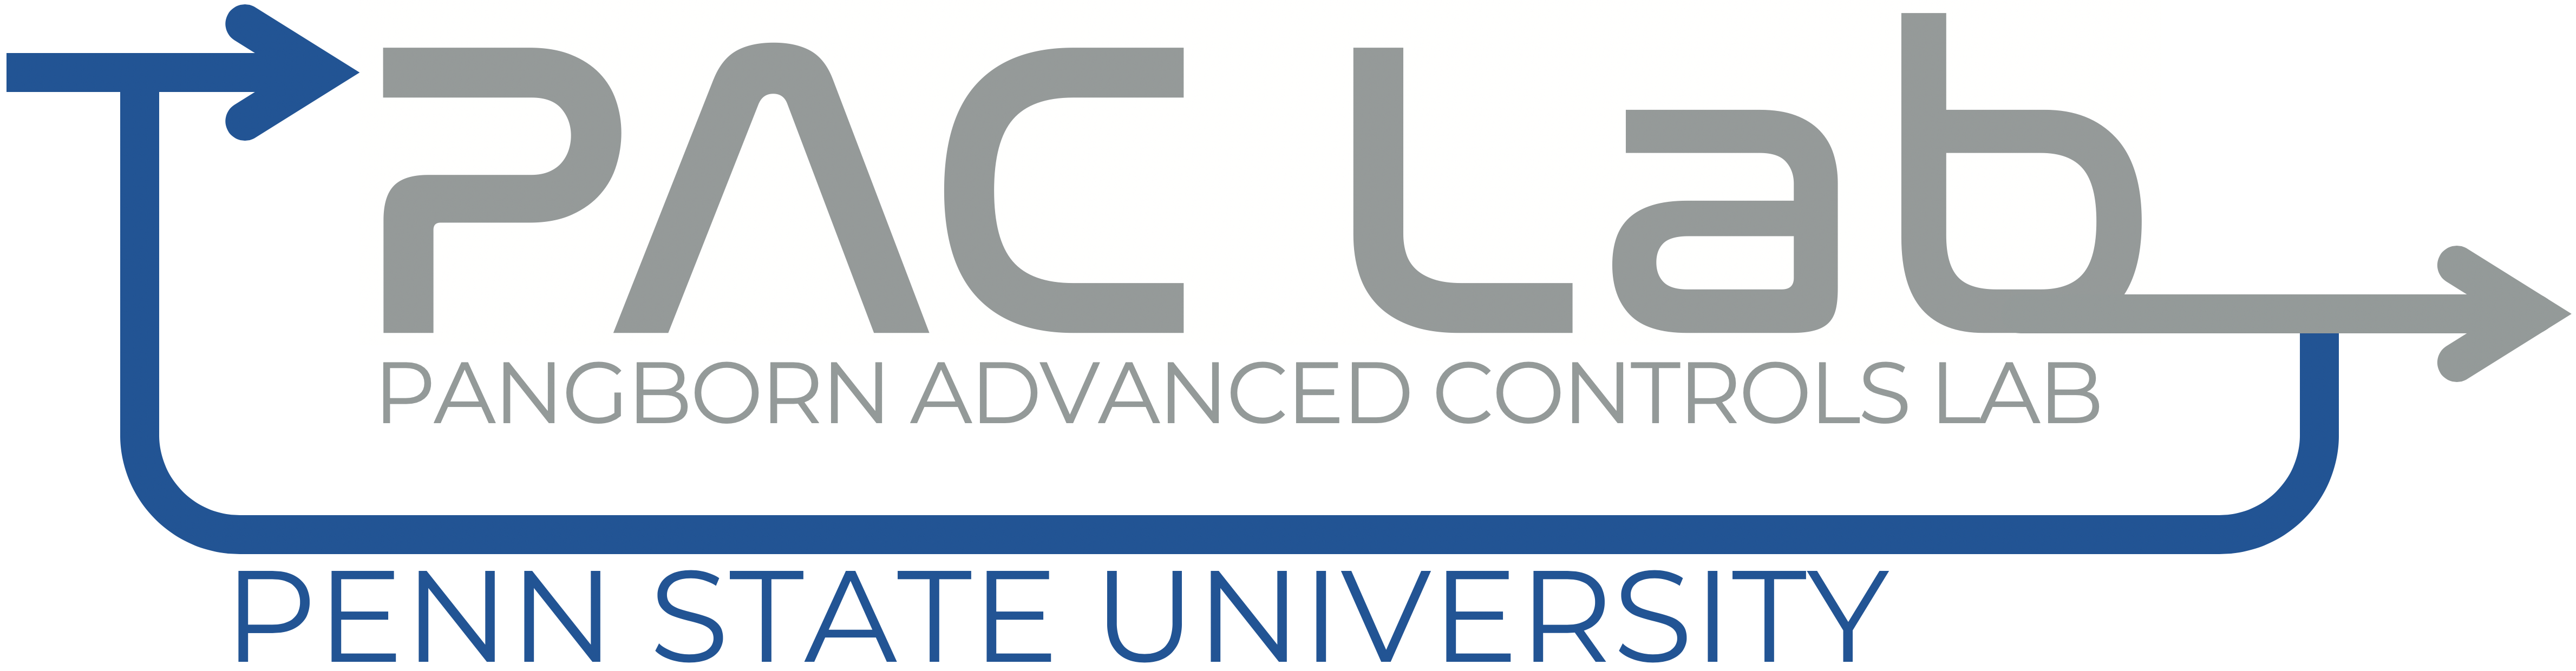 PAC Lab
PANGBORN ADVANCED CONTROLS LAB
PENN STATE UNIVERSITY